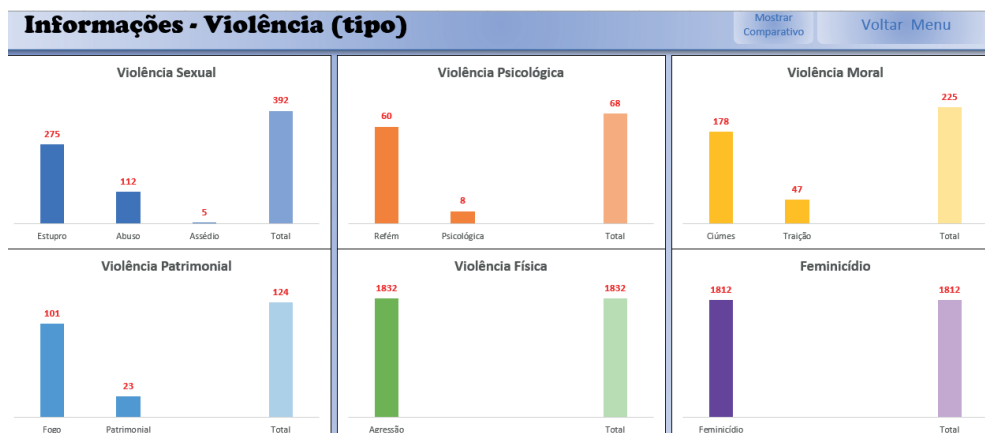 Informações - Violência (tipo)
Mostrar
Comparativo
Voltar Menu
Violência Sexual
392
275
112
5
Estupro Abuso Assédio Total
Violência Psicológica
60
68
8
Refém Psicológica Total
Violência Moral
225
178
47
Ciúmes Traição Total
Violência Patrimonial
124
101
23
Fogo Patrimonial Total
Violência Física
1832 1832
Agressão Total
Feminicídio
1812 1812
Feminicídio Total